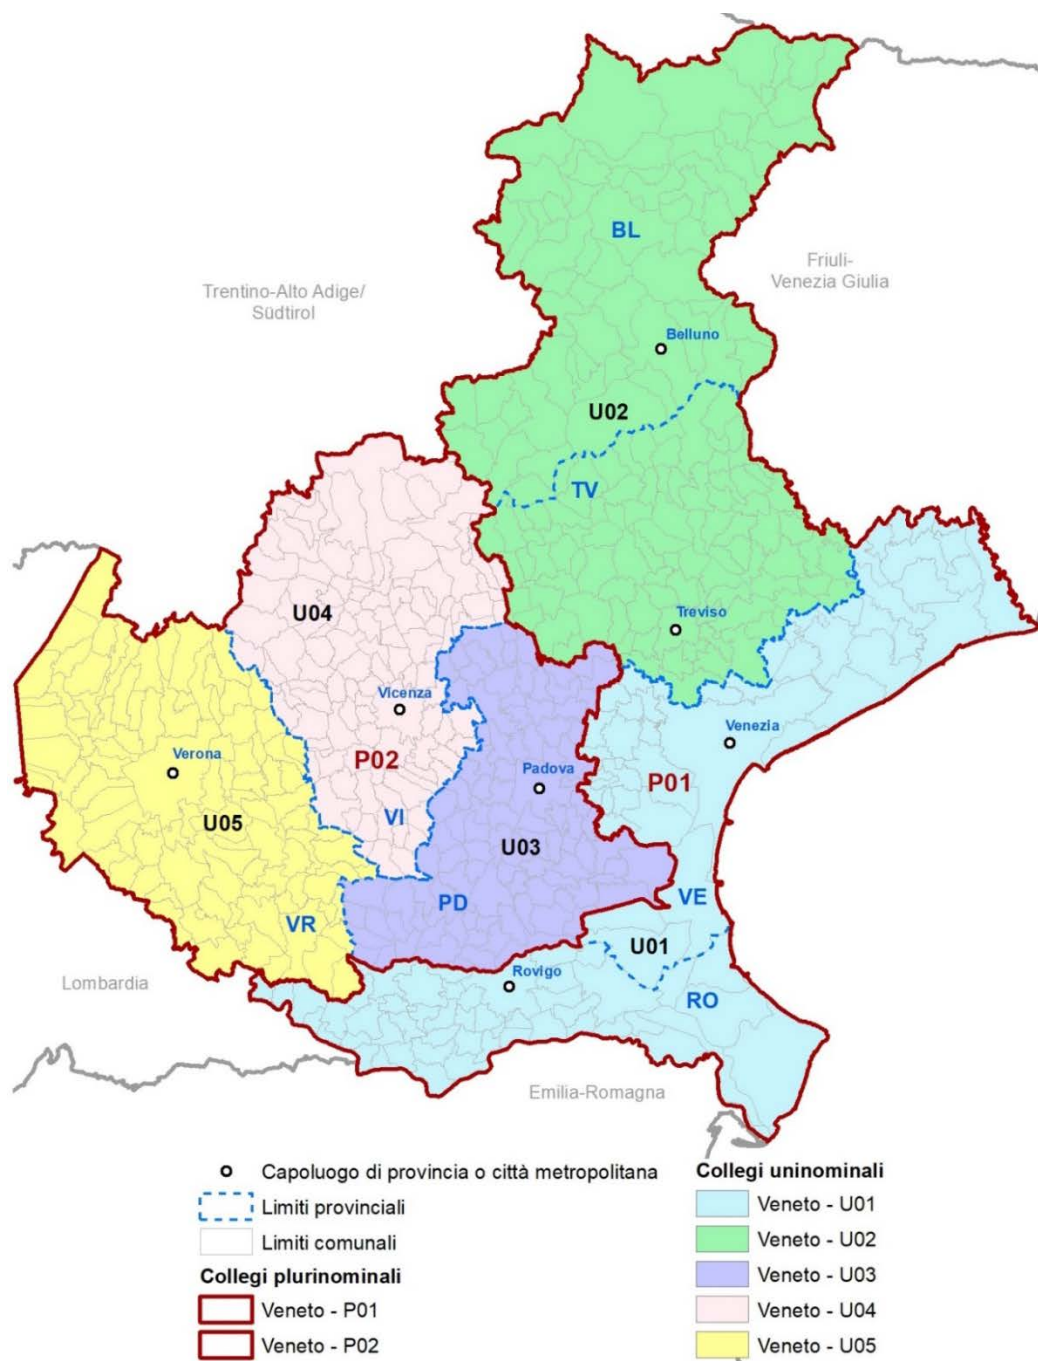 BL
Friuli-
Venezia Giulia
Trentino-Alto Adige/
Südtirol
Belluno
U02
TV
U04
Treviso
Vicenza
Venezia
Verona
P02
Padova
P01
VI
U05
U03
PD
VE
VR
U01
Rovigo
Lombardia
RO
Emilia-Romagna
Capoluogo di provincia o città metropolitana
Limiti provinciali
Limiti comunali
Collegi plurinominali
Veneto - P01
Veneto - P02
Collegi uninominali
Veneto - U01
Veneto - U02
Veneto - U03
Veneto - U04
Veneto - U05